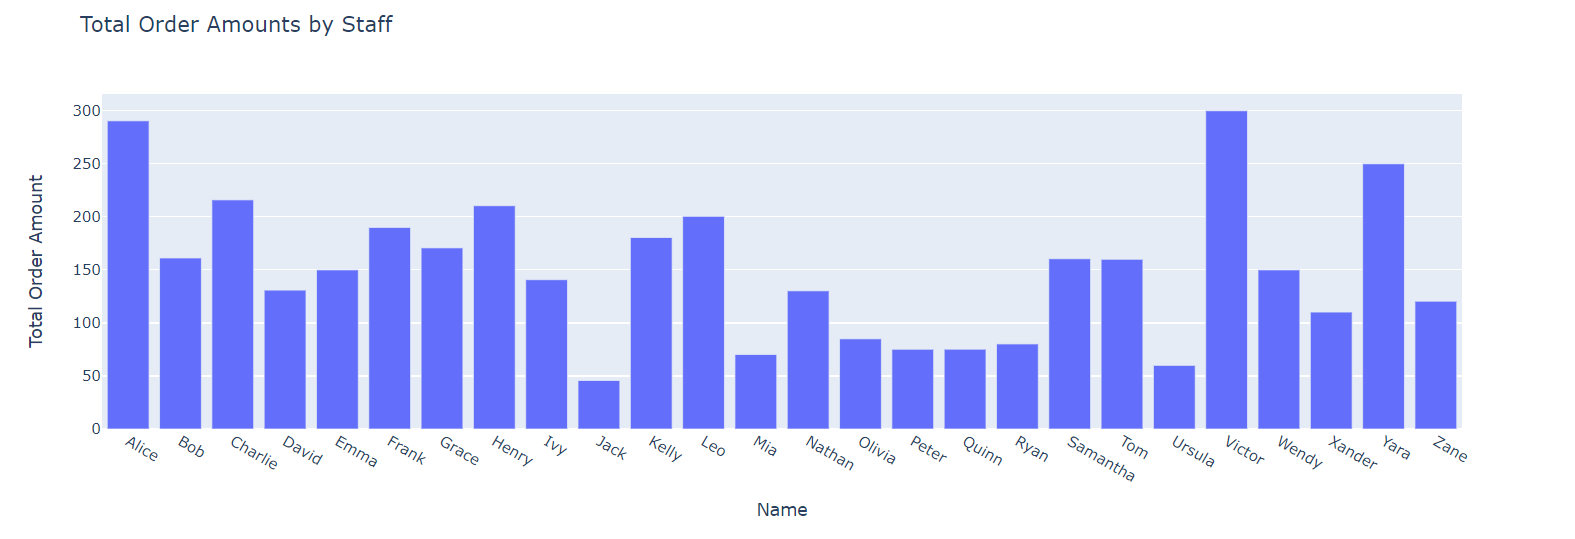 Total Order Amounts by Staff
Total Order Amount
300
250
200
150
100
50
0
Alice
Bob
Charlie
David
Emma
Frank
Grace
Henry
Ivy
Jack
Kelly
Leo
Mia
Nathan
Olivia
Peter
Quinn
Ryan
Samantha
Tom
Ursula
Victor
Wendy
Xander
Yara
Zane
Name